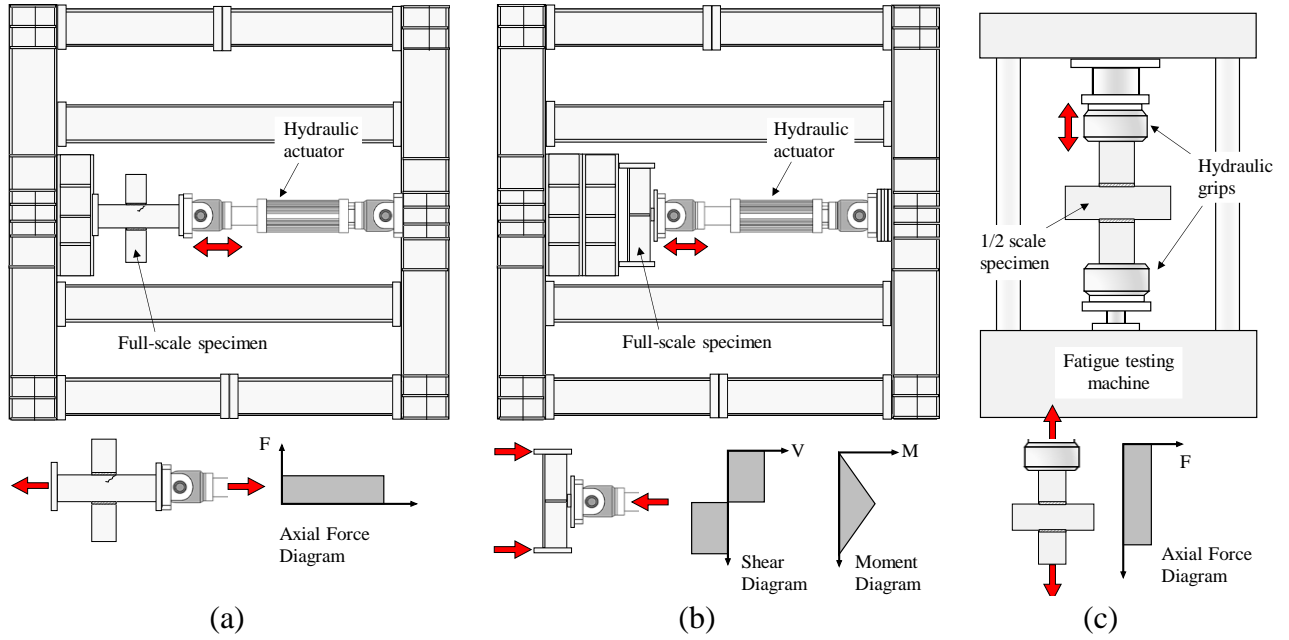 Hydraulic
actuator
Full-scale specimen
F
Axial Force
Diagram
(a)
Hydraulic
actuator
Full-scale specimen
V
M
Shear
Diagram
Moment
Diagram
(b)
Hydraulic
grips
1/2 scale
specimen
Fatigue testing
machine
F
Axial Force
Diagram
(c)